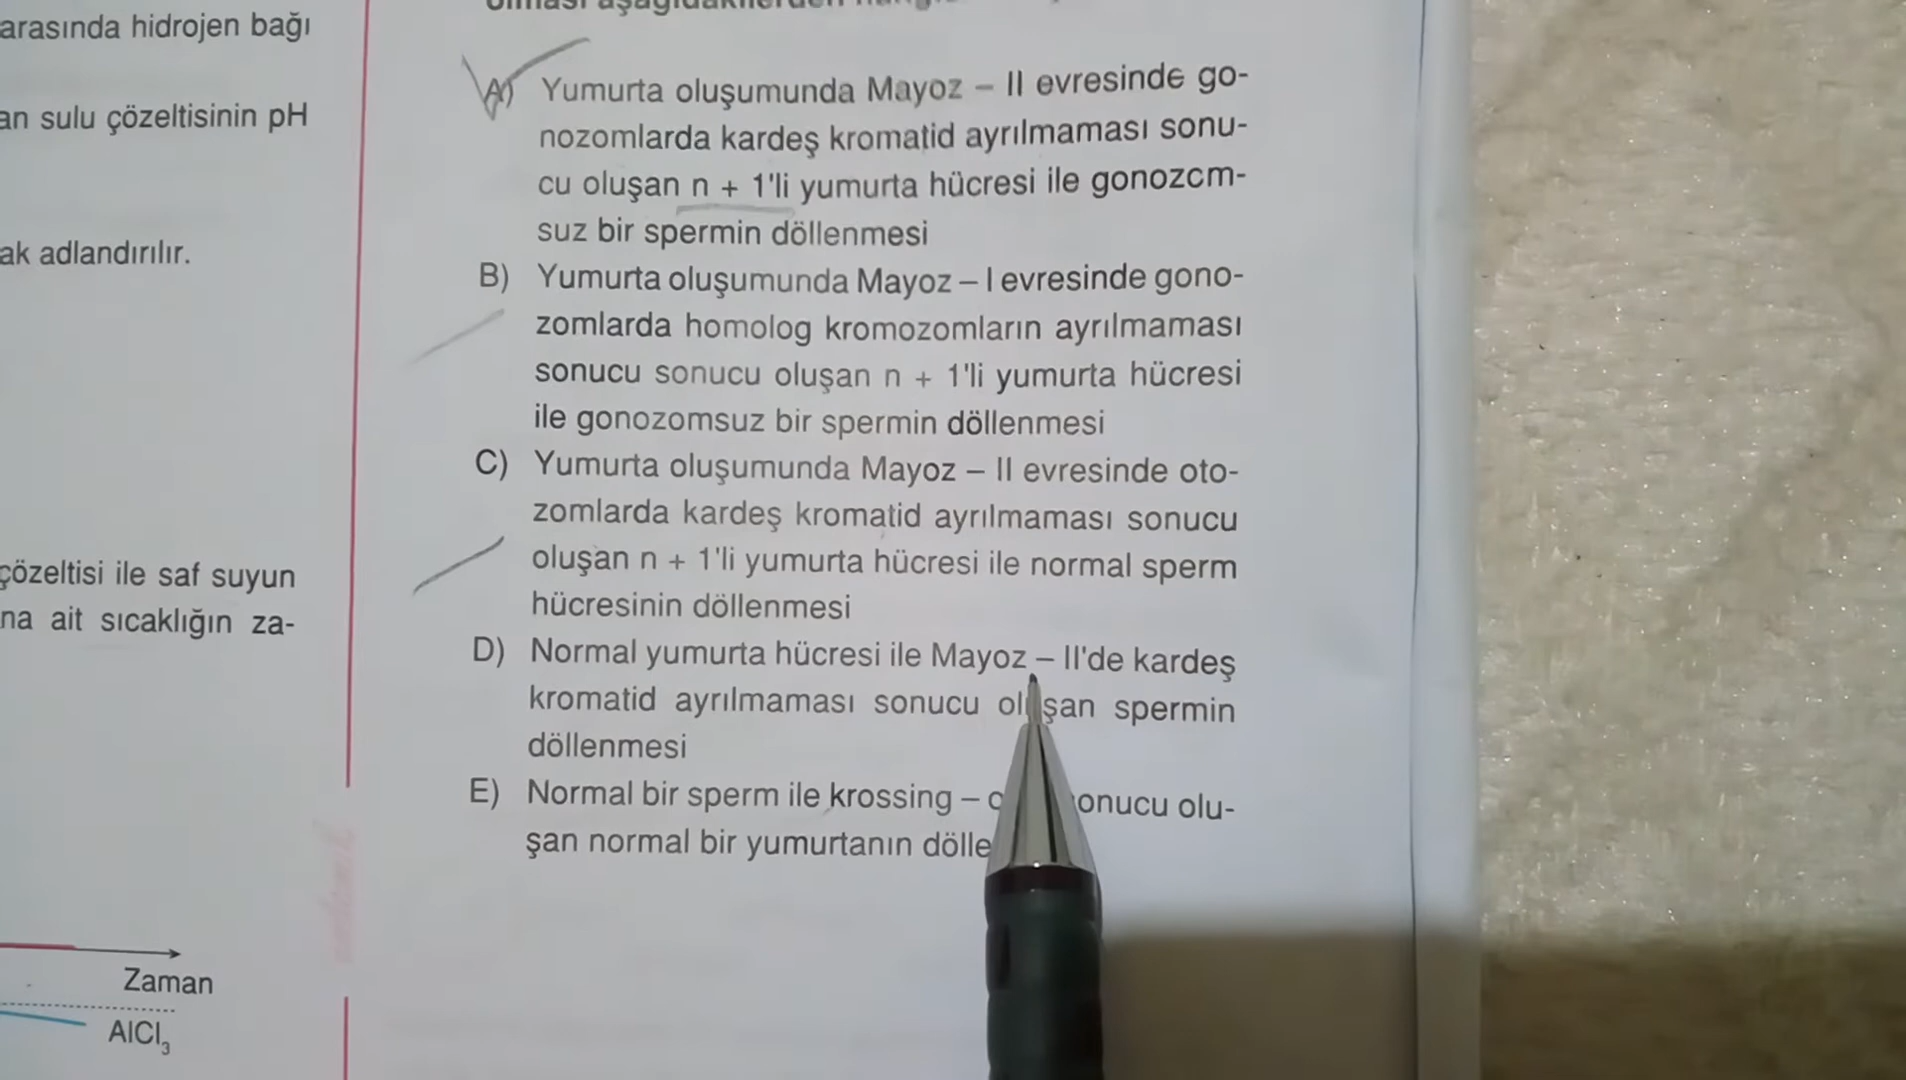 arasında hidrojen bağı
an sulu çözeltisinin pH
ak adlandırılır.
çözeltisi ile saf suyun
na ait sıcaklığın za-
Zaman
AlCl₃
olması aşağıdakilerden
A) Yumurta oluşumunda Mayoz – II evresinde go-
nozomlarda kardeş kromatid ayrılmaması sonu-
cu oluşan n + 1'li yumurta hücresi ile gonozom-
suz bir spermin döllenmesi
B) Yumurta oluşumunda Mayoz – I evresinde gono-
zomlarda homolog kromozomların ayrılmaması
sonucu sonucu oluşan n + 1'li yumurta hücresi
ile gonozomsuz bir spermin döllenmesi
C) Yumurta oluşumunda Mayoz – II evresinde oto-
zomlarda kardeş kromatid ayrılmaması sonucu
oluşan n + 1'li yumurta hücresi ile normal sperm
hücresinin döllenmesi
D) Normal yumurta hücresi ile Mayoz – II'de kardeş
kromatid ayrılmaması sonucu oluşan spermin
döllenmesi
E) Normal bir sperm ile krossing – onucu olu-
şan normal bir yumurtanın dölle